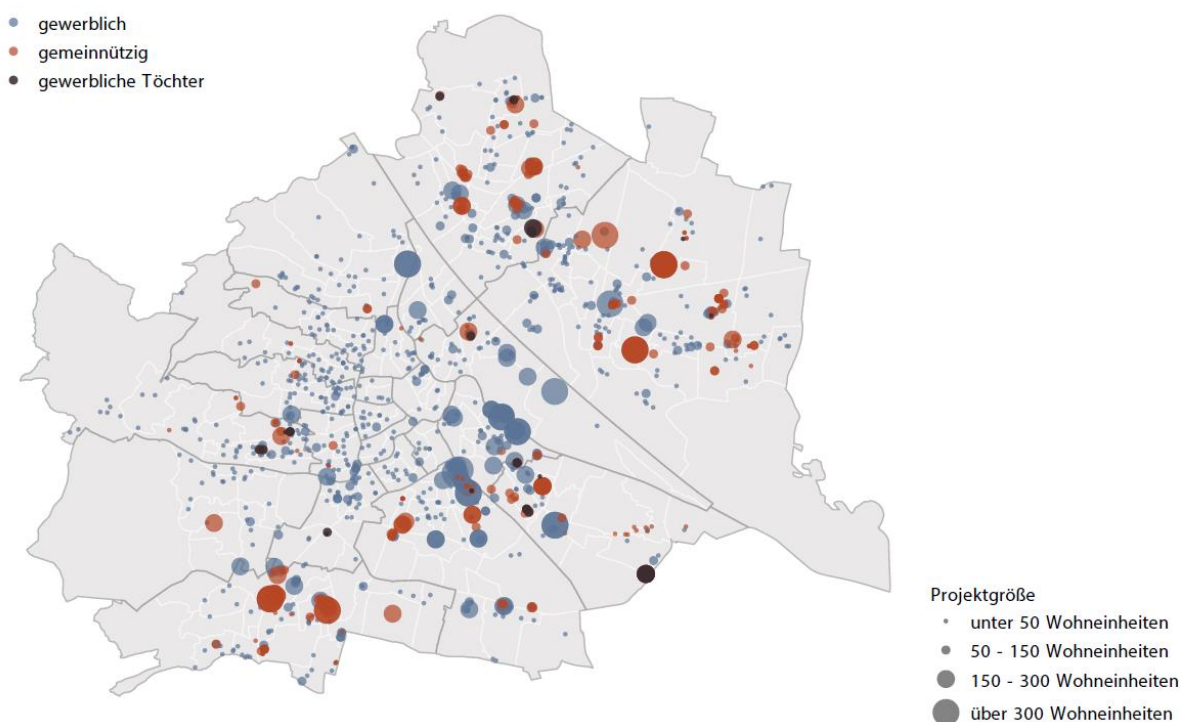 gewerblich
gemeinnützig
gewerbliche Töchter
Projektgröße
unter 50 Wohneinheiten
50 - 150 Wohneinheiten
150 - 300 Wohneinheiten
über 300 Wohneinheiten